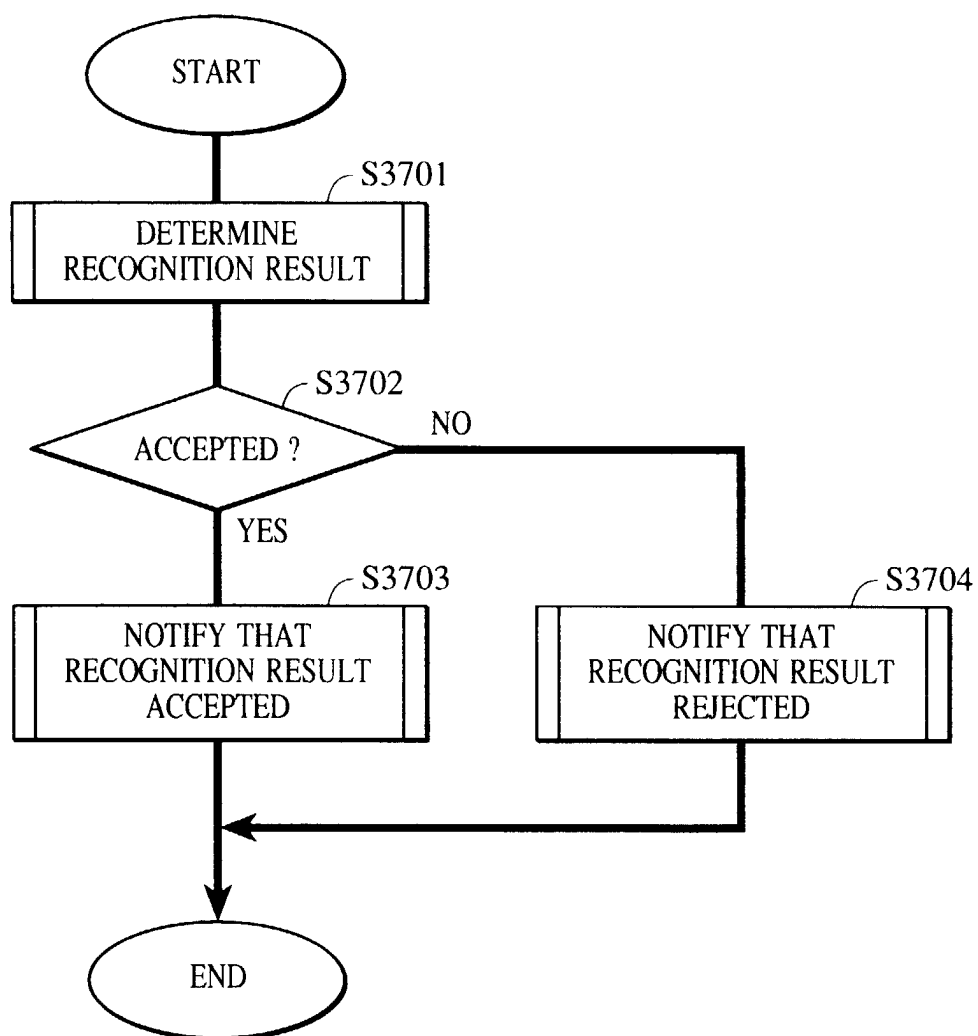 START
S3701
DETERMINE
RECOGNITION RESULT
S3702
ACCEPTED ?
NO
YES
S3703
NOTIFY THAT
RECOGNITION RESULT
ACCEPTED
S3704
NOTIFY THAT
RECOGNITION RESULT
REJECTED
END